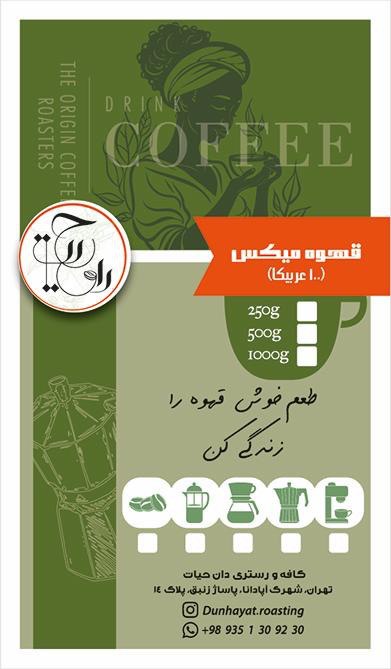 THE ORIGIN COFFEE
ROASTERS
DRINK
COFFEE
قهوه میکس
(۱۰۰ عربیکا)
250g
500g
1000g
طعم خوش قهوه را
زندگی کن
کافه و رستری دان حیات
تهران، شهرک آپادانا، پاساژ زنبق، پلاک ۱۴
Dunhayat.roasting
+98 935 1 30 92 30